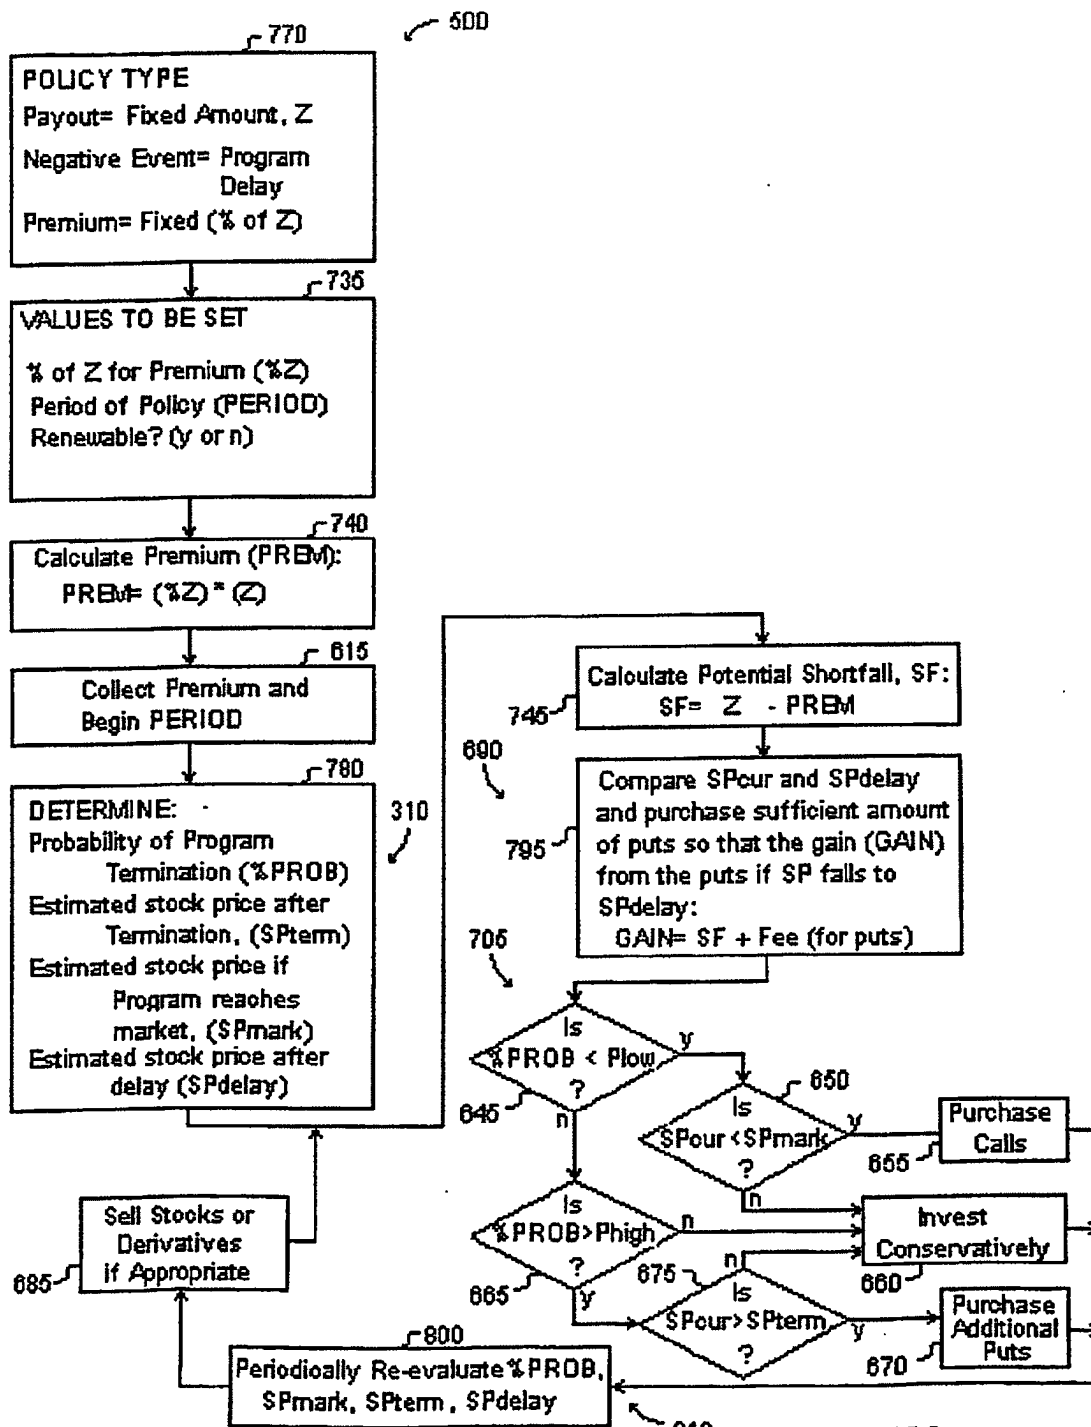 500
770
POLICY TYPE
Payout= Fixed Amount, Z
Negative Event= Program
Delay
Premium= Fixed (% of Z)
735
VALUES TO BE SET
% of Z for Premium (%Z)
Period of Policy (PERIOD)
Renewable? (y or n)
740
Calculate Premium (PREM):
PREM= (%Z) * (Z)
615
Collect Premium and
Begin PERIOD
780
DETERMINE:
Probability of Program
Termination (%PROB)
Estimated stock price after
Termination, (SPterm)
Estimated stock price if
Program reaches
market, (SPmark)
Estimated stock price after
delay (SPdelay)
310
745
Calculate Potential Shortfall, SF:
SF= Z - PREM
690
795
Compare SPcur and SPdelay
and purchase sufficient amount
of puts so that the gain (GAIN)
from the puts if SP falls to
SPdelay:
GAIN= SF + Fee (for puts)
705
Is
%PROB < Plow
?
y
n
645
650
Is
SPcur <SPmark
?
y
n
655
Purchase
Calls
Is
%PROB>Phigh
?
n
y
665
Invest
Conservatively
660
675
n
Is
SPcur>SPterm
?
y
Purchase
Additional
Puts
670
800
Periodically Re-evaluate %PROB,
SPmark, SPterm, SPdelay
Sell Stocks or
Derivatives
if Appropriate
685